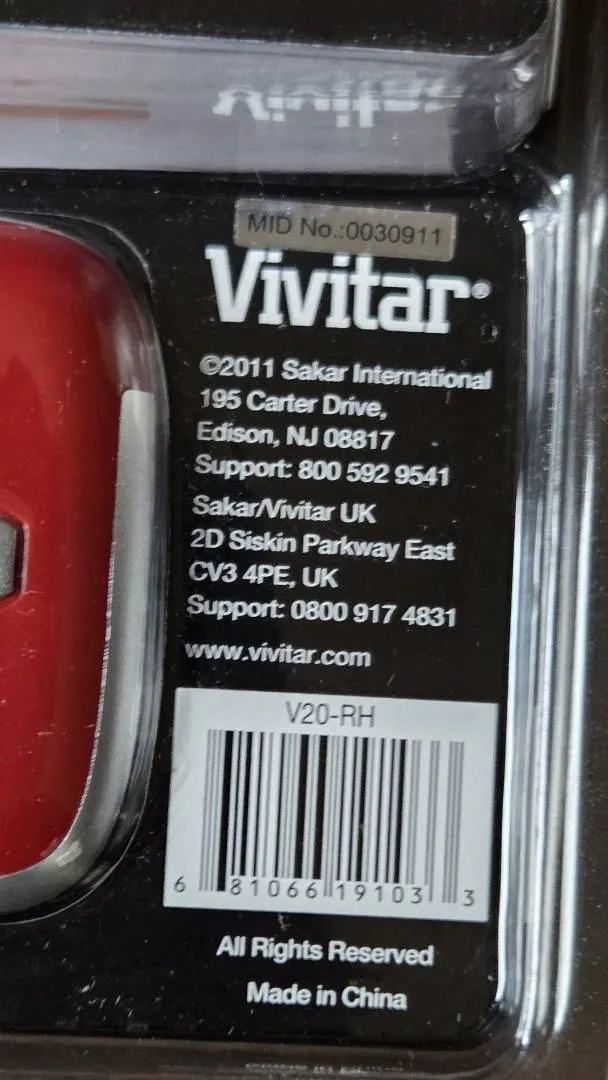 Vivitar
MID No.:0030911
Vivitar®
©2011 Sakar International
195 Carter Drive,
Edison, NJ 08817
Support: 800 592 9541
Sakar/Vivitar UK
2D Siskin Parkway East
CV3 4PE, UK
Support: 0800 917 4831
www.vivitar.com
V20-RH
6 81066 19103 3
All Rights Reserved
Made in China